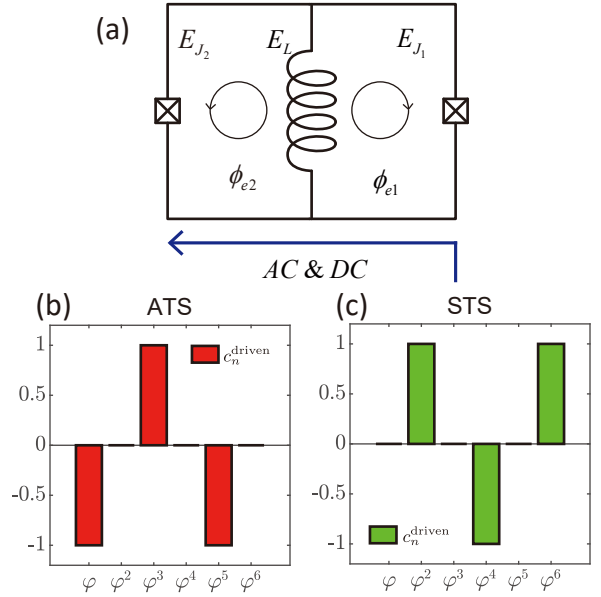 (a)
E_{J_2} E_L E_{J_1}
ϕ_{e2} ϕ_{e1}
AC & DC
(b) ATS
1
0.5
0
-0.5
-1
c_n^{driven}
φ φ^2 φ^3 φ^4 φ^5 φ^6
(c) STS
1
0.5
0
-0.5
-1
c_n^{driven}
φ φ^2 φ^3 φ^4 φ^5 φ^6